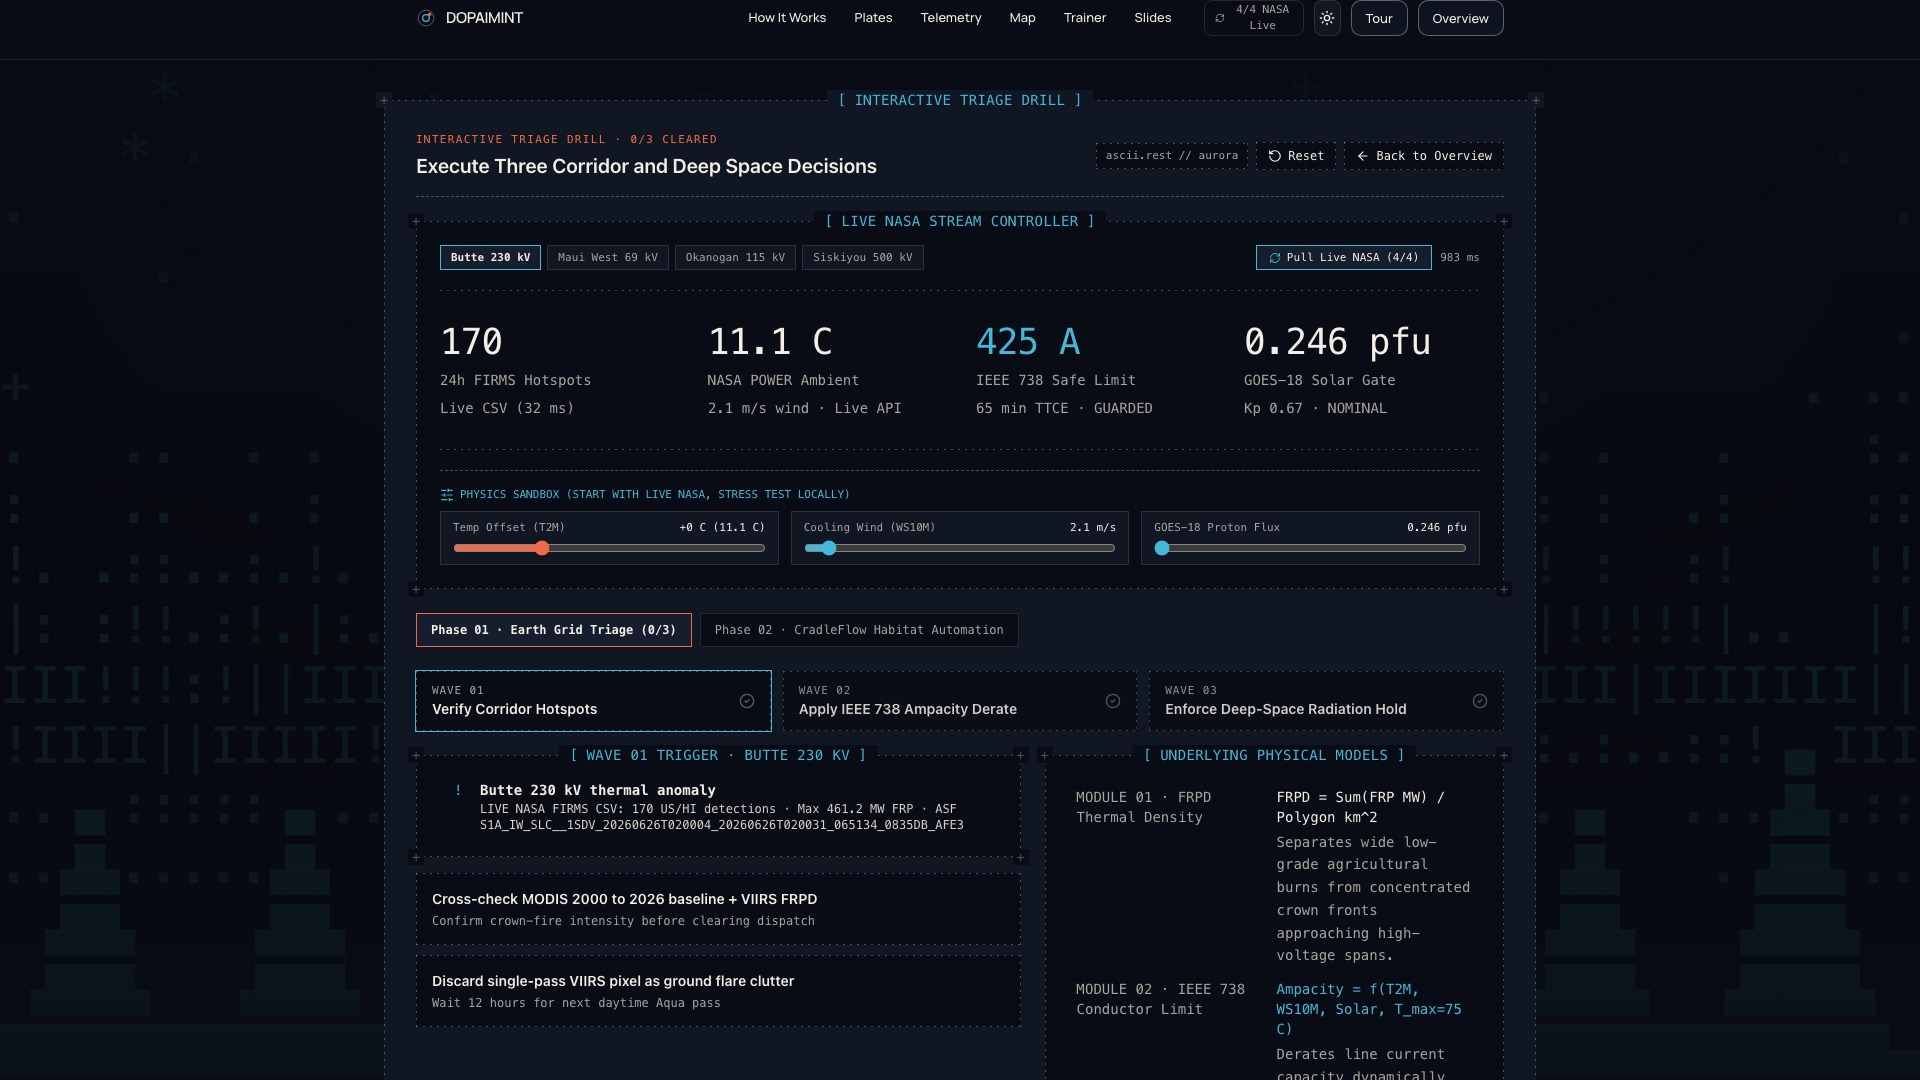 DOPAIMINT
How It Works
Plates
Telemetry
Map
Trainer
Slides
4/4 NASA
Live
Tour
Overview
[ INTERACTIVE TRIAGE DRILL ]
INTERACTIVE TRIAGE DRILL · 0/3 CLEARED
Execute Three Corridor and Deep Space Decisions
ascii.rest // aurora
Reset
Back to Overview
[ LIVE NASA STREAM CONTROLLER ]
Butte 230 kV
Maui West 69 kV
Okanogan 115 kV
Siskiyou 500 kV
Pull Live NASA (4/4)
983 ms
170
24h FIRMS Hotspots
Live CSV (32 ms)
11.1 C
NASA POWER Ambient
2.1 m/s wind · Live API
425 A
IEEE 738 Safe Limit
65 min TTCE · GUARDED
0.246 pfu
GOES-18 Solar Gate
Kp 0.67 · NOMINAL
PHYSICS SANDBOX (START WITH LIVE NASA, STRESS TEST LOCALLY)
Temp Offset (T2M)
+0 C (11.1 C)
Cooling Wind (WS10M)
2.1 m/s
GOES-18 Proton Flux
0.246 pfu
Phase 01 · Earth Grid Triage (0/3)
Phase 02 · CradleFlow Habitat Automation
WAVE 01
Verify Corridor Hotspots
WAVE 02
Apply IEEE 738 Ampacity Derate
WAVE 03
Enforce Deep-Space Radiation Hold
[ WAVE 01 TRIGGER · BUTTE 230 KV ]
! Butte 230 kV thermal anomaly
LIVE NASA FIRMS CSV: 170 US/HI detections · Max 461.2 MW FRP · ASF
S1A_IW_SLC__1SDV_20260626T020004_20260626T020031_065134_0835DB_AFE3
Cross-check MODIS 2000 to 2026 baseline + VIIRS FRPD
Confirm crown-fire intensity before clearing dispatch
Discard single-pass VIIRS pixel as ground flare clutter
Wait 12 hours for next daytime Aqua pass
[ UNDERLYING PHYSICAL MODELS ]
MODULE 01 · FRPD
Thermal Density
FRPD = Sum(FRP MW) /
Polygon km^2
Separates wide low-
grade agricultural
burns from concentrated
crown fronts
approaching high-
voltage spans.
MODULE 02 · IEEE 738
Conductor Limit
Ampacity = f(T2M,
WS10M, Solar, T_max=75
C)
Derates line current
capacity dynamically